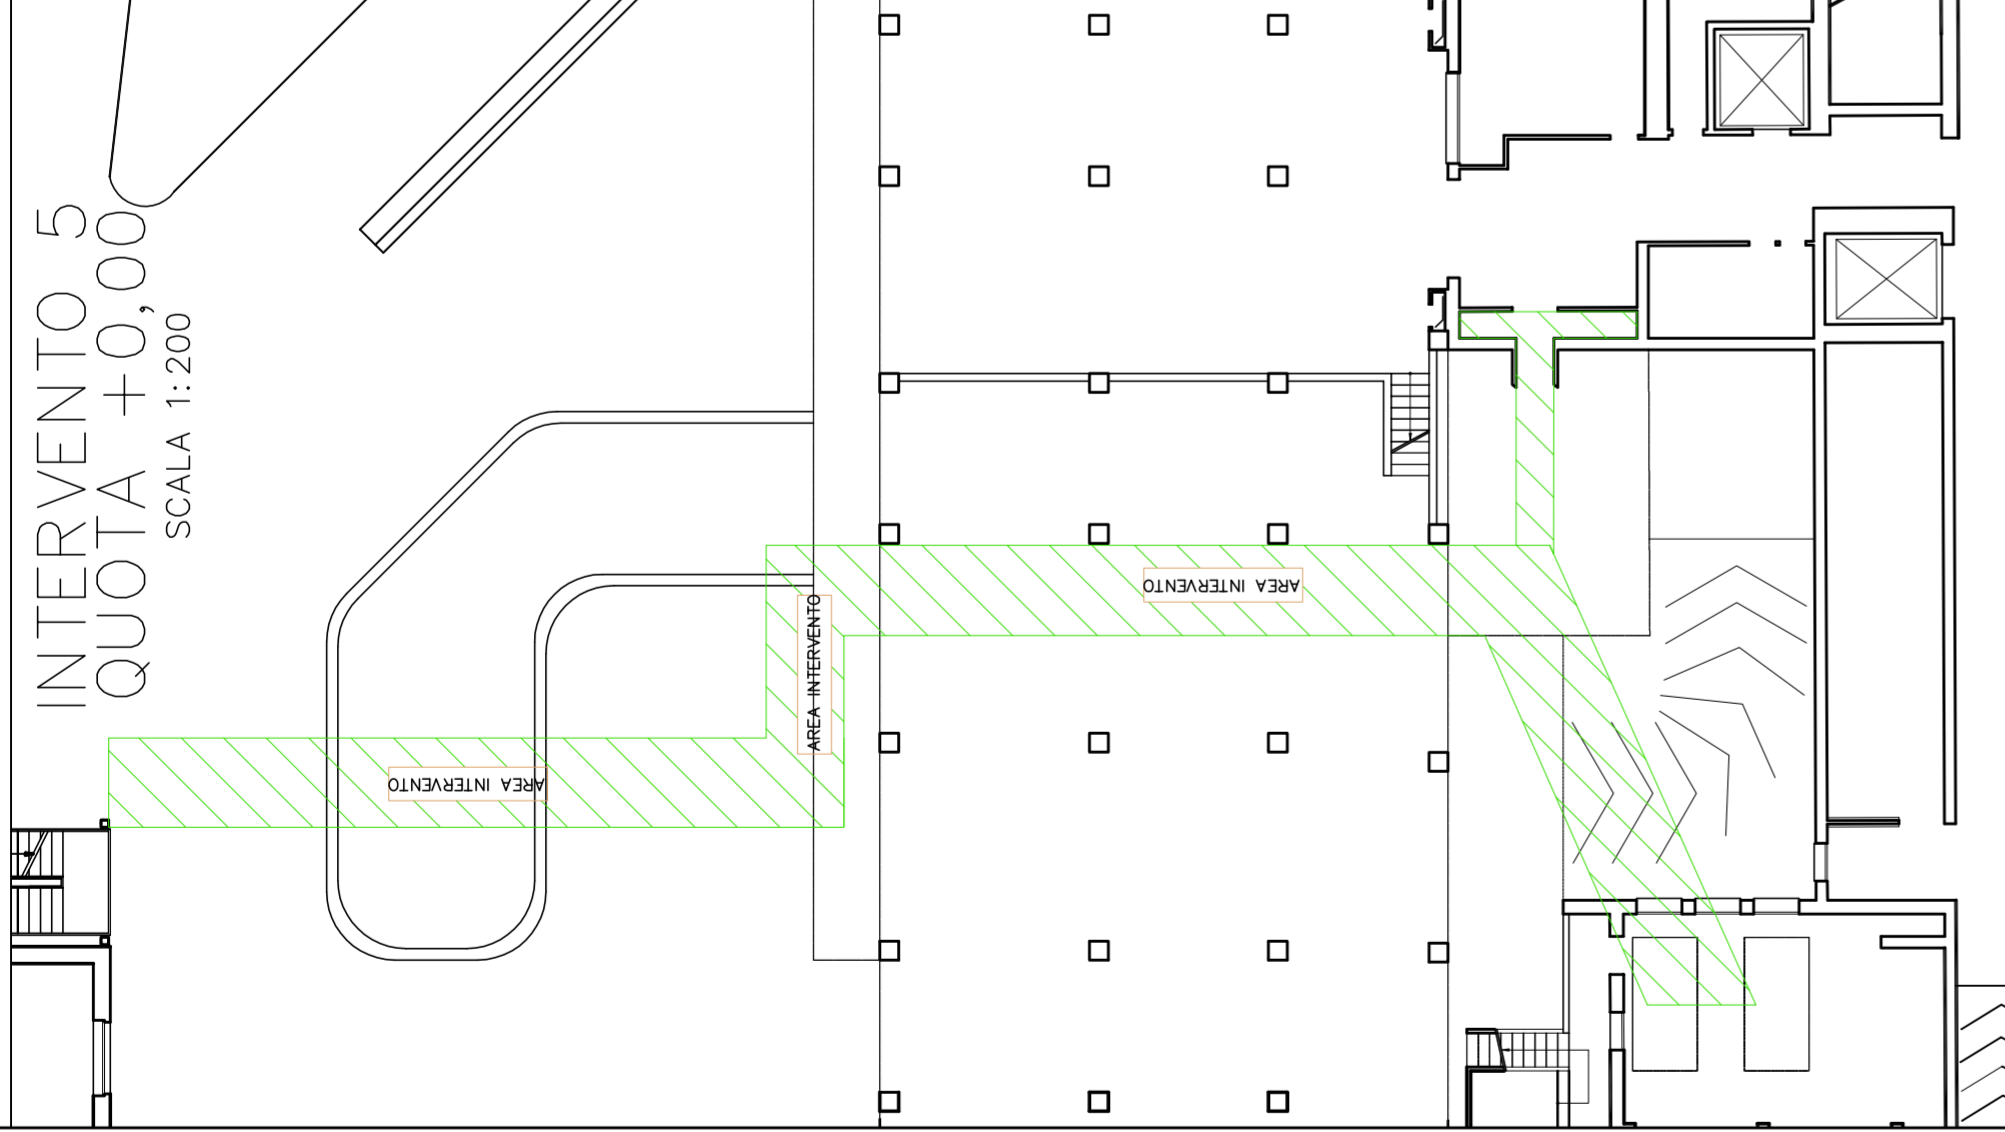 INTERVENTO 5
QUOTA +0,00
SCALA 1:200
AREA INTERVENTO
AREA INTERVENTO
AREA INTERVENTO